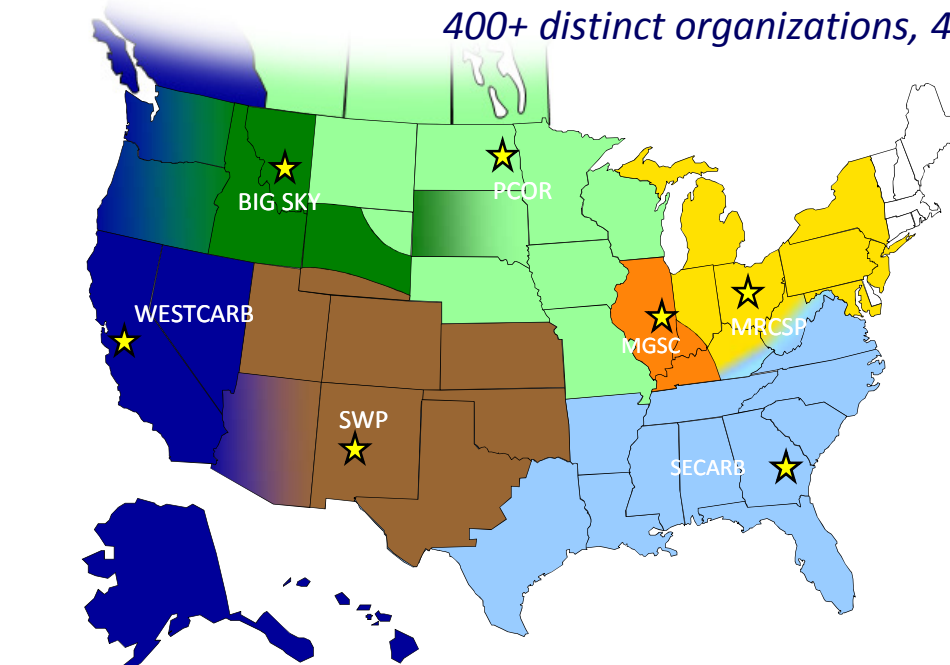 400+ distinct organizations, 4
PCOR
BIG SKY
WESTCARB
MRCSP
MGSC
SWP
SECARB